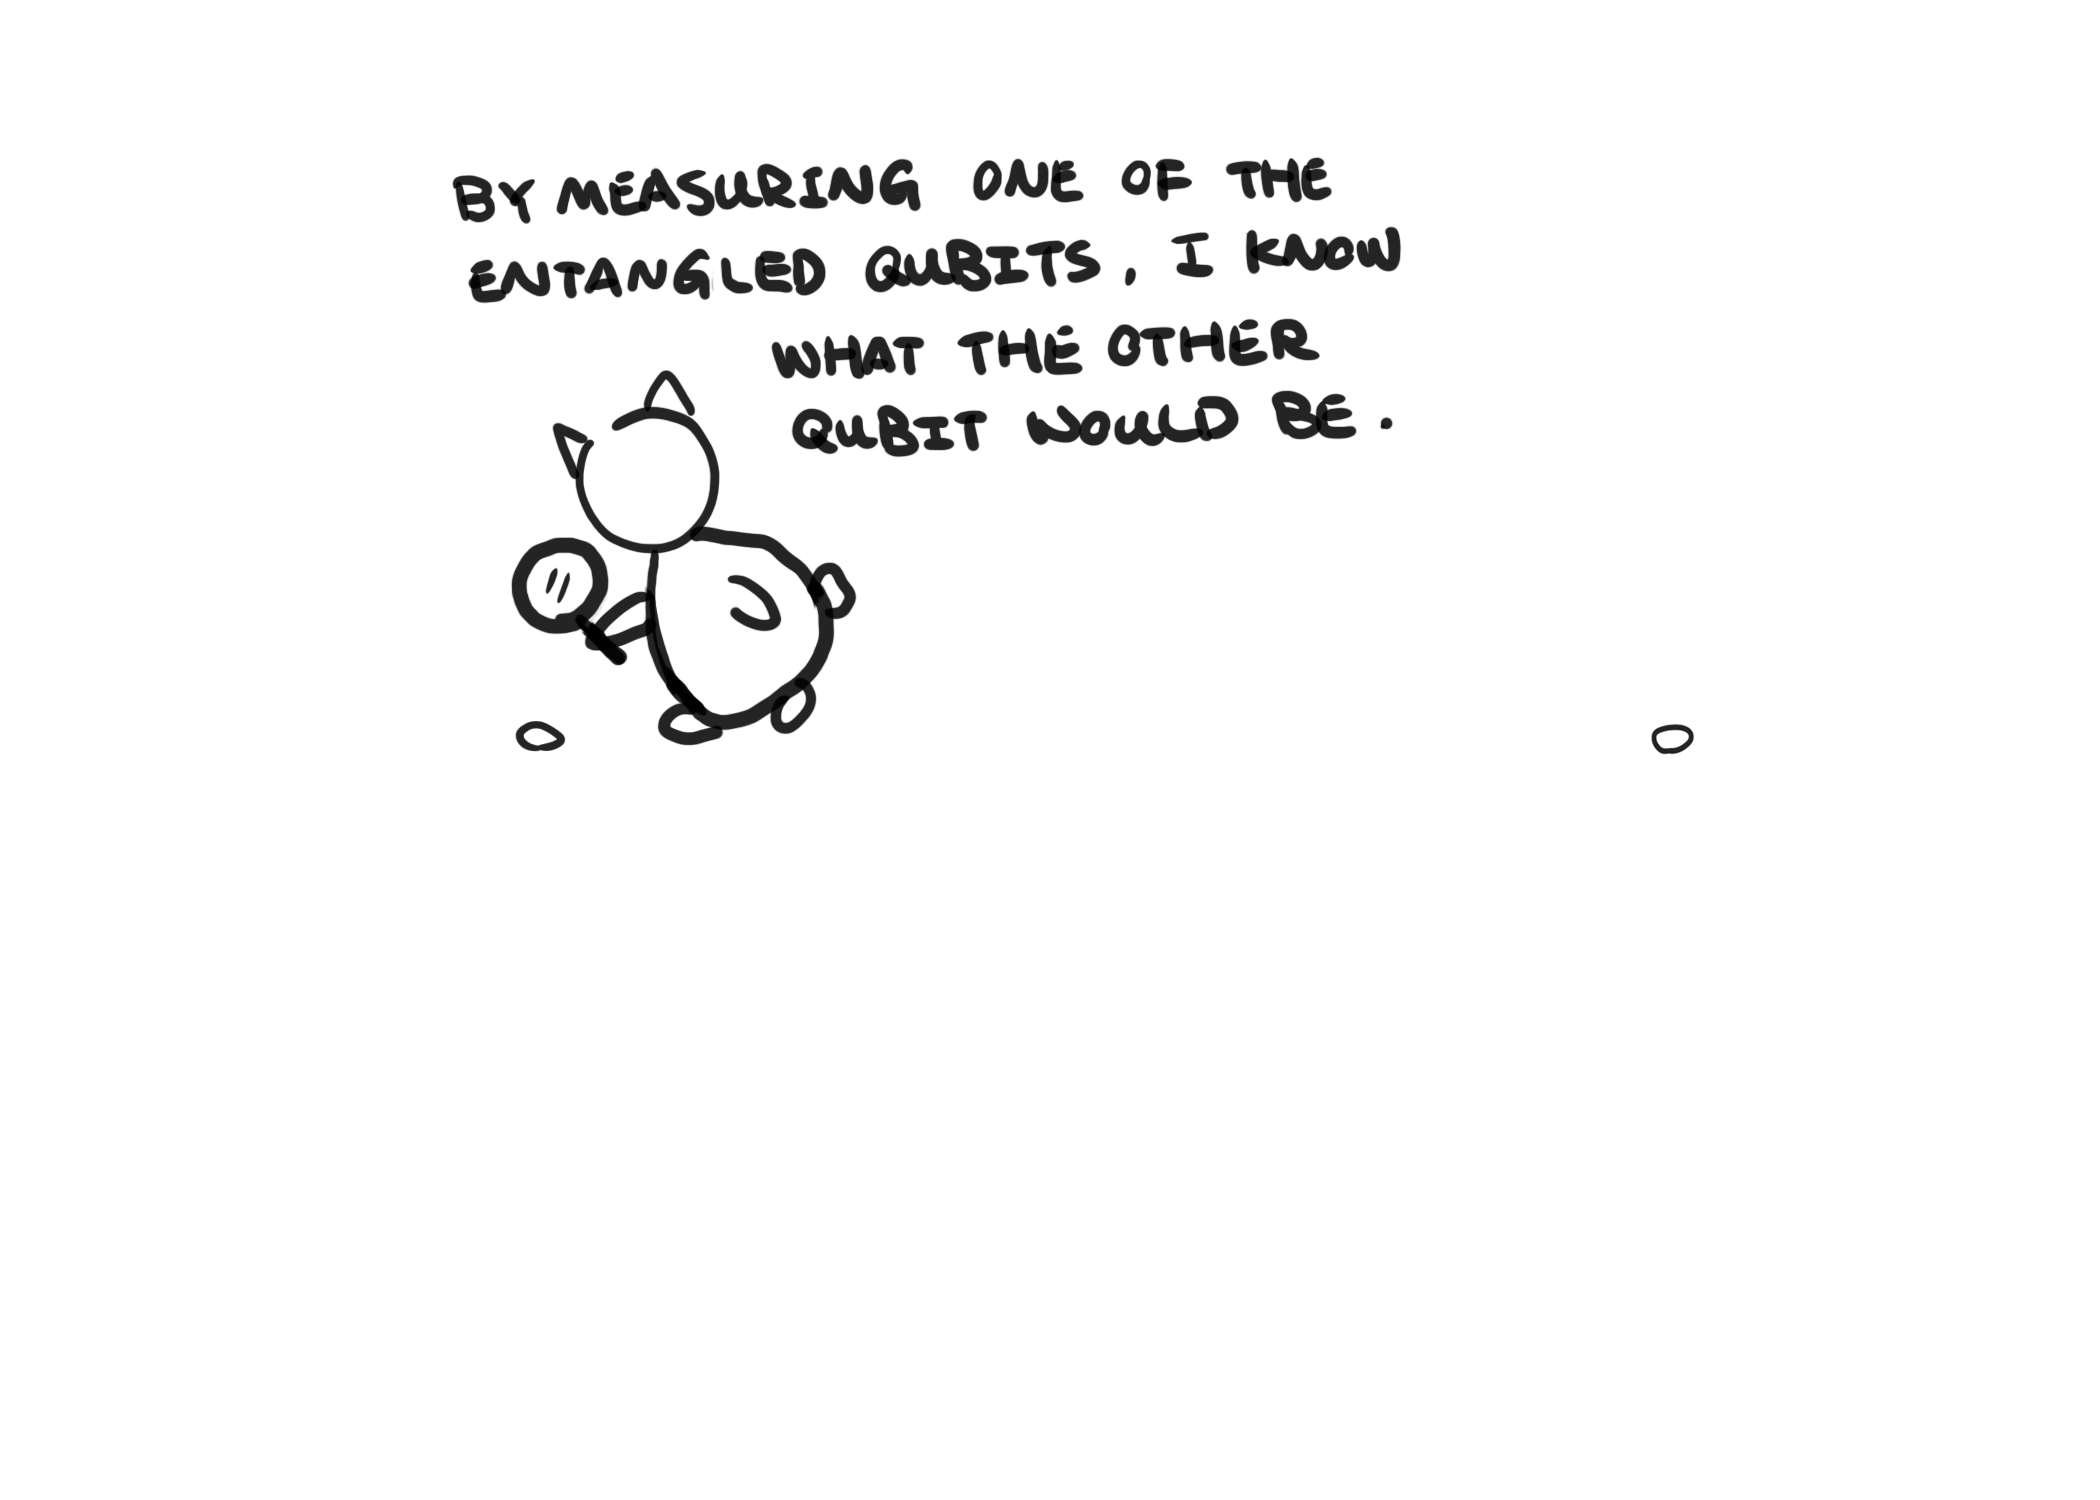 BY MEASURING ONE OF THE
ENTANGLED QUBITS, I KNOW
WHAT THE OTHER
QUBIT WOULD BE.